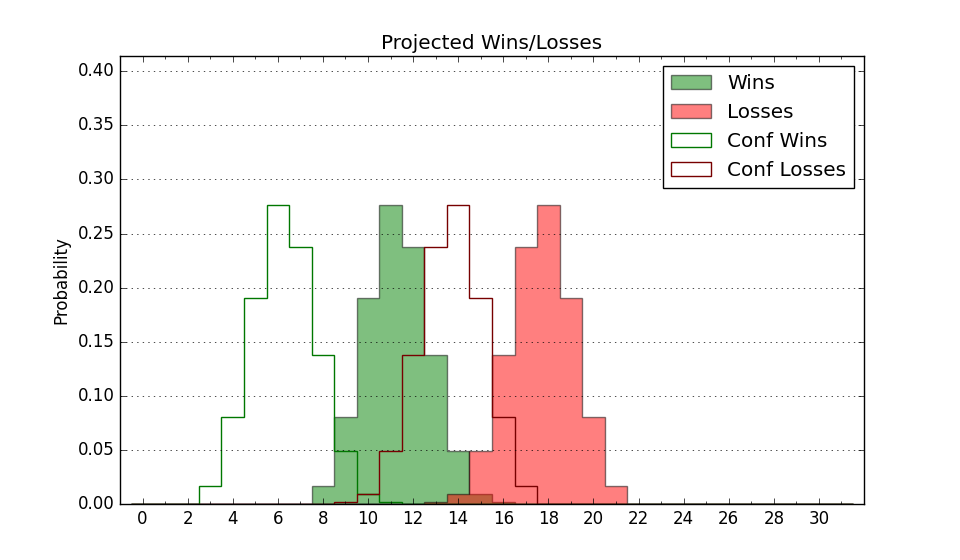 Projected Wins/Losses
0.40
0.35
0.30
0.25
0.20
0.15
0.10
0.05
0.00
Probability
Wins
Losses
Conf Wins
Conf Losses
0 2 4 6 8 10 12 14 16 18 20 22 24 26 28 30